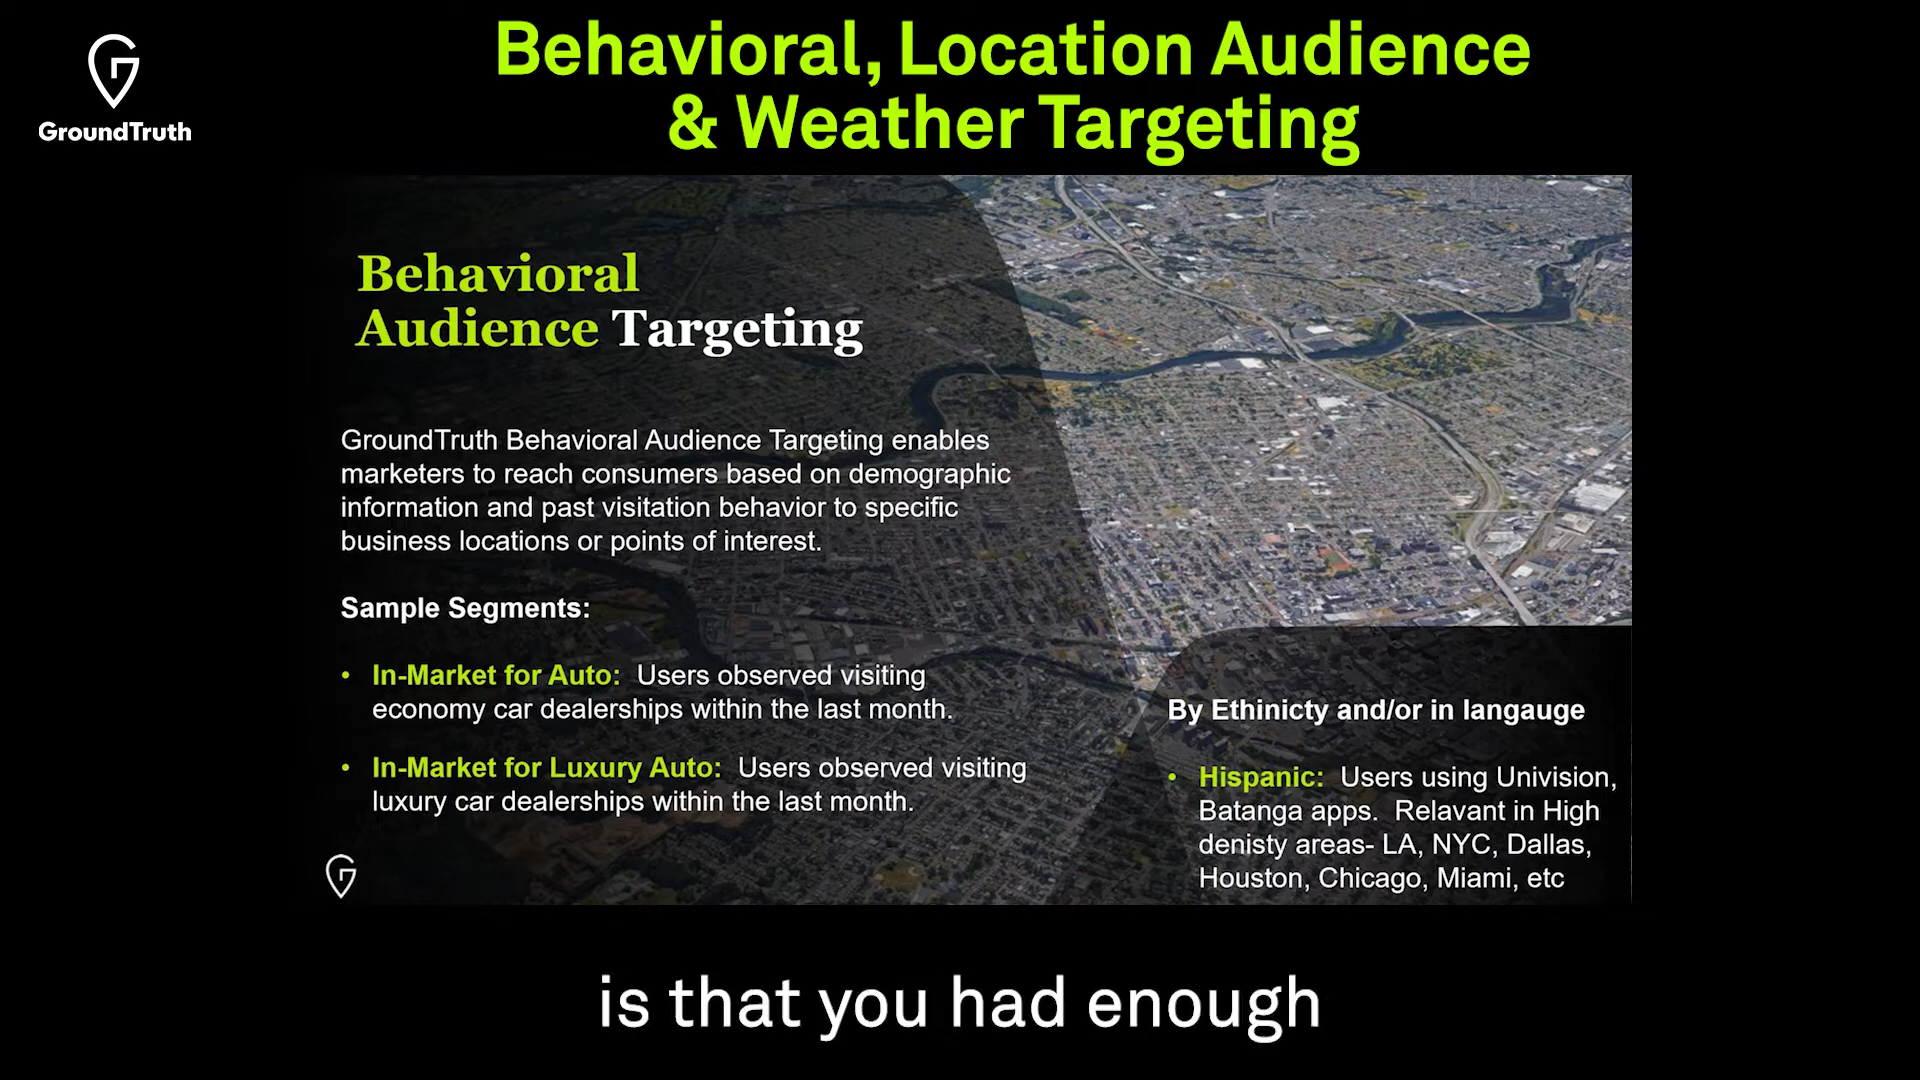 GroundTruth
Behavioral, Location Audience
& Weather Targeting
Behavioral
Audience Targeting
GroundTruth Behavioral Audience Targeting enables
marketers to reach consumers based on demographic
information and past visitation behavior to specific
business locations or points of interest.
Sample Segments:
• In-Market for Auto: Users observed visiting
economy car dealerships within the last month.
• In-Market for Luxury Auto: Users observed visiting
luxury car dealerships within the last month.
By Ethinicty and/or in langauge
• Hispanic: Users using Univision,
Batanga apps. Relavant in High
denisty areas- LA, NYC, Dallas,
Houston, Chicago, Miami, etc
is that you had enough